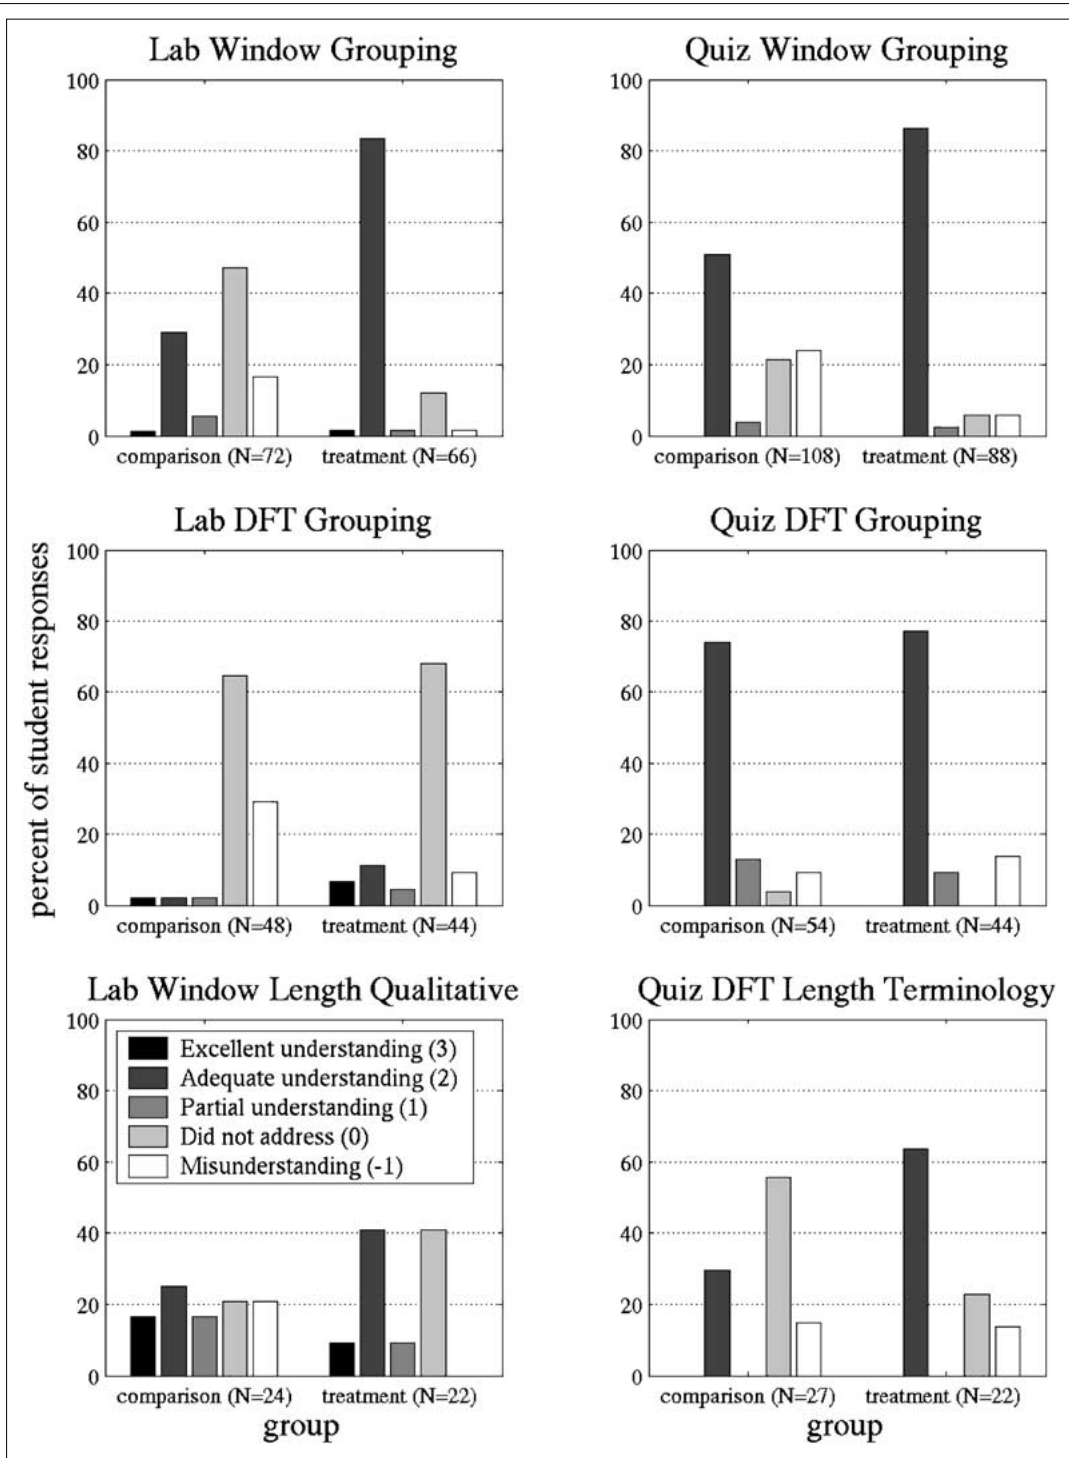 Lab Window Grouping
100
80
60
40
20
0
comparison (N=72) treatment (N=66)
Quiz Window Grouping
100
80
60
40
20
0
comparison (N=108) treatment (N=88)
percent of student responses
Lab DFT Grouping
100
80
60
40
20
0
comparison (N=48) treatment (N=44)
Quiz DFT Grouping
100
80
60
40
20
0
comparison (N=54) treatment (N=44)
Lab Window Length Qualitative
100
80
60
40
20
0
Excellent understanding (3)
Adequate understanding (2)
Partial understanding (1)
Did not address (0)
Misunderstanding (-1)
comparison (N=24) treatment (N=22)
group
Quiz DFT Length Terminology
100
80
60
40
20
0
comparison (N=27) treatment (N=22)
group